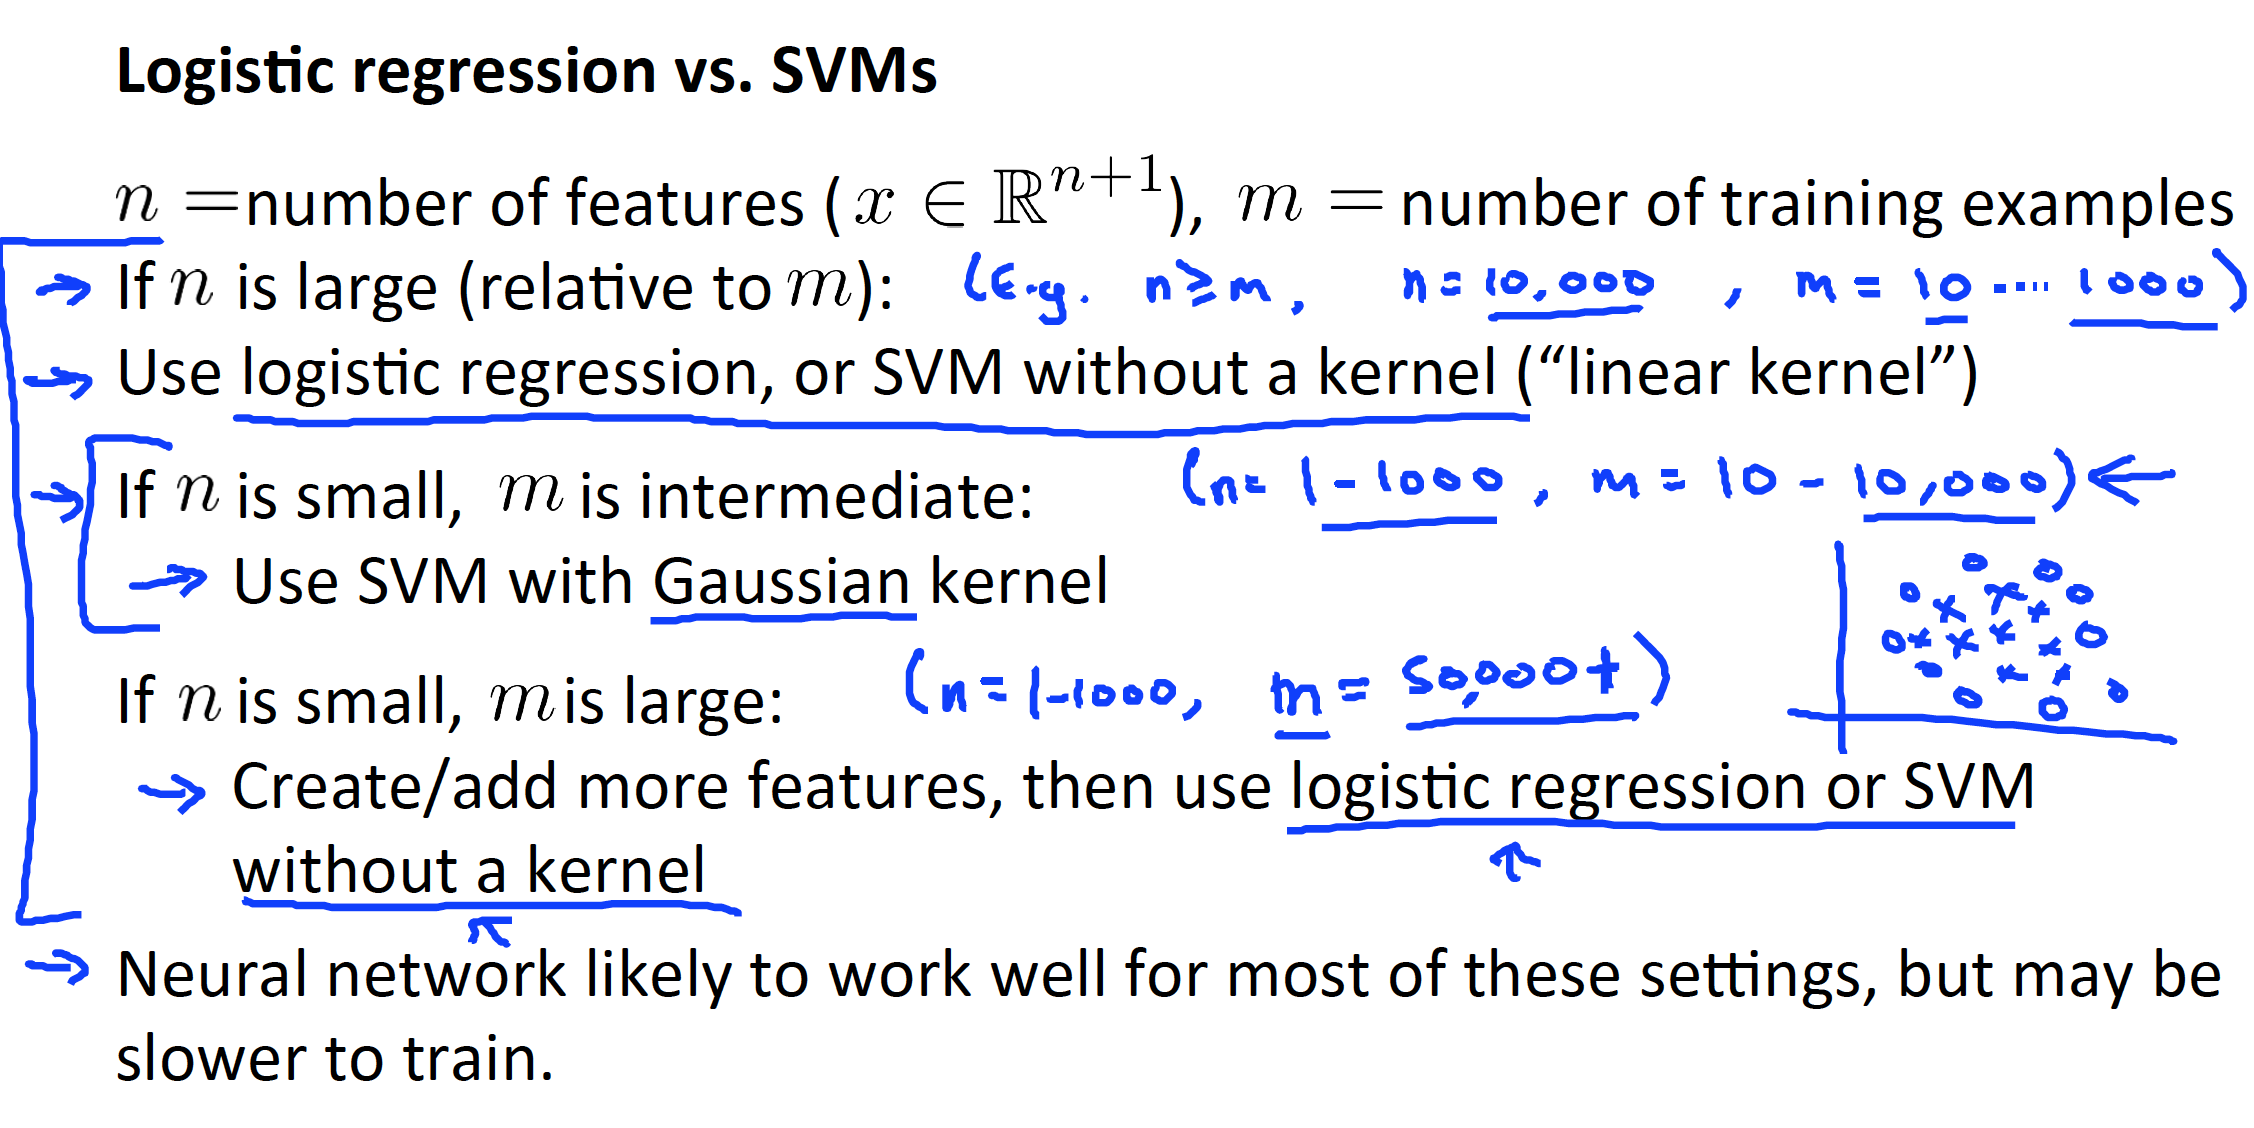 Logistic regression vs. SVMs
n = number of features (x ∈ ℝⁿ⁺¹), m = number of training examples
→ If n is large (relative to m): (E.g. n ≥ m, n = 10,000, m = 10 .... 1000)
→ Use logistic regression, or SVM without a kernel (“linear kernel”)
→ If n is small, m is intermediate: (n = 1 - 1000, m = 10 - 10,000) ←
→ Use SVM with Gaussian kernel
If n is small, m is large: (n = 1 - 1000, m = 50,000+)
→ Create/add more features, then use logistic regression or SVM
without a kernel
→ Neural network likely to work well for most of these settings, but may be
slower to train.